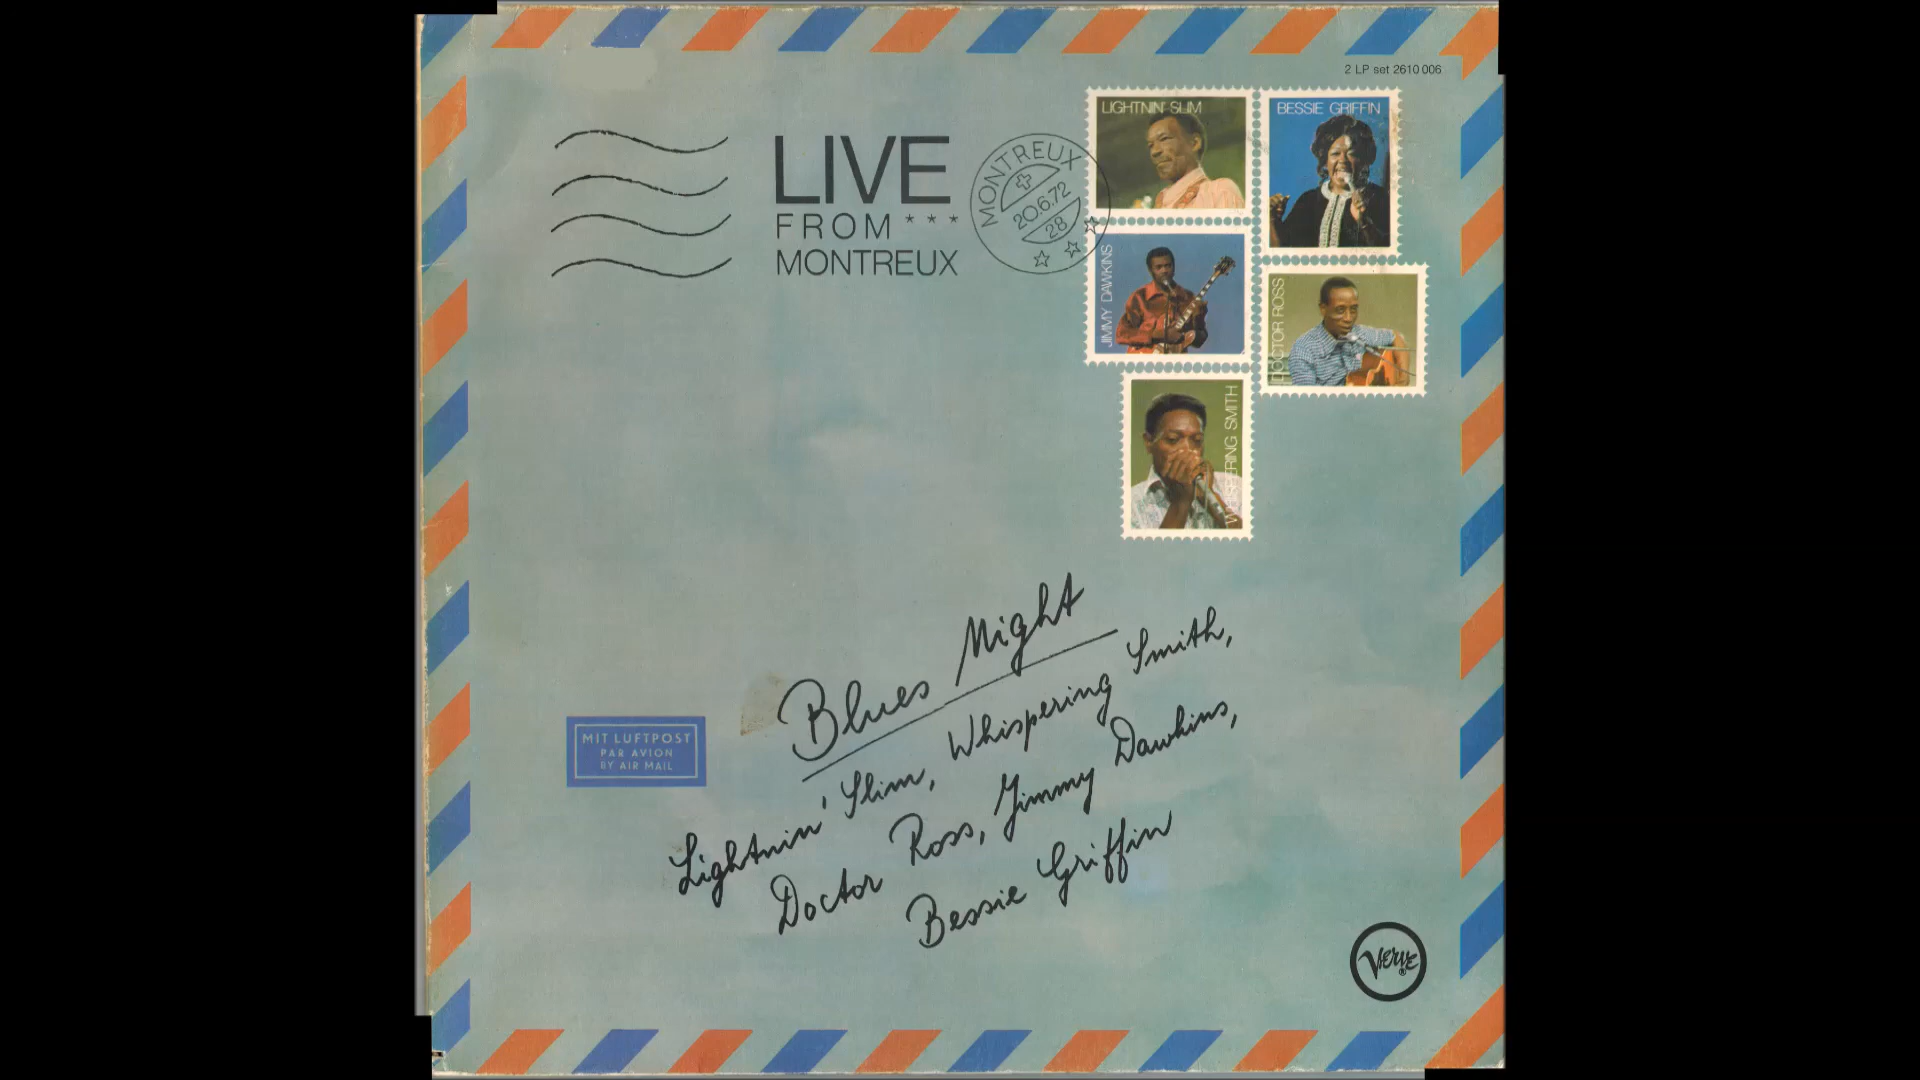 2 LP set 2610 006
LIVE
FROM ***
MONTREUX
MONTREUX
20.6.72
28
LIGHTNIN' SLIM
BESSIE GRIFFIN
JIMMY DAWKINS
DOCTOR ROSS
WHISPERING SMITH
Blues Night
Lightnin' Slim, Whispering Smith,
Doctor Ross, Jimmy Dawkins,
Bessie Griffin
MIT LUFTPOST
PAR AVION
BY AIR MAIL
VERVE®